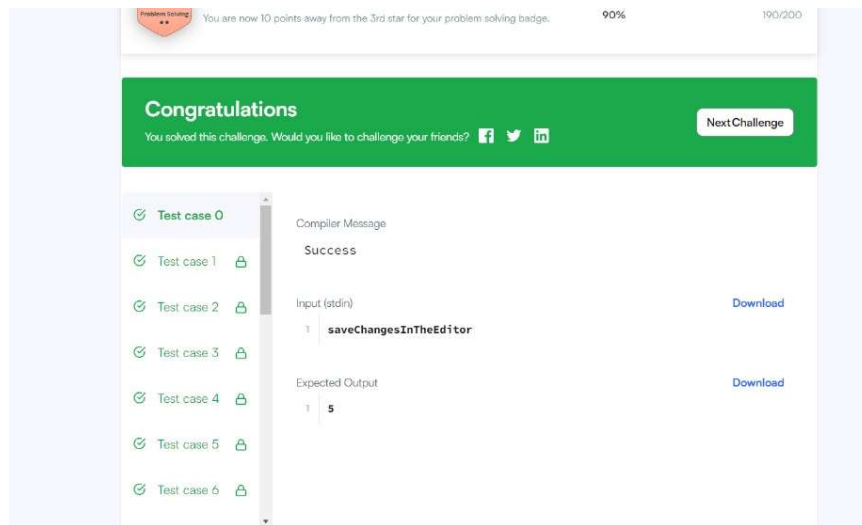 Problem Solving
You are now 10 points away from the 3rd star for your problem solving badge.
90%
190/200
Congratulations
You solved this challenge. Would you like to challenge your friends?
Next Challenge
Test case 0
Test case 1
Test case 2
Test case 3
Test case 4
Test case 5
Test case 6
Compiler Message
Success
Input (stdin)
Download
1 saveChangesInTheEditor
Expected Output
Download
1 5